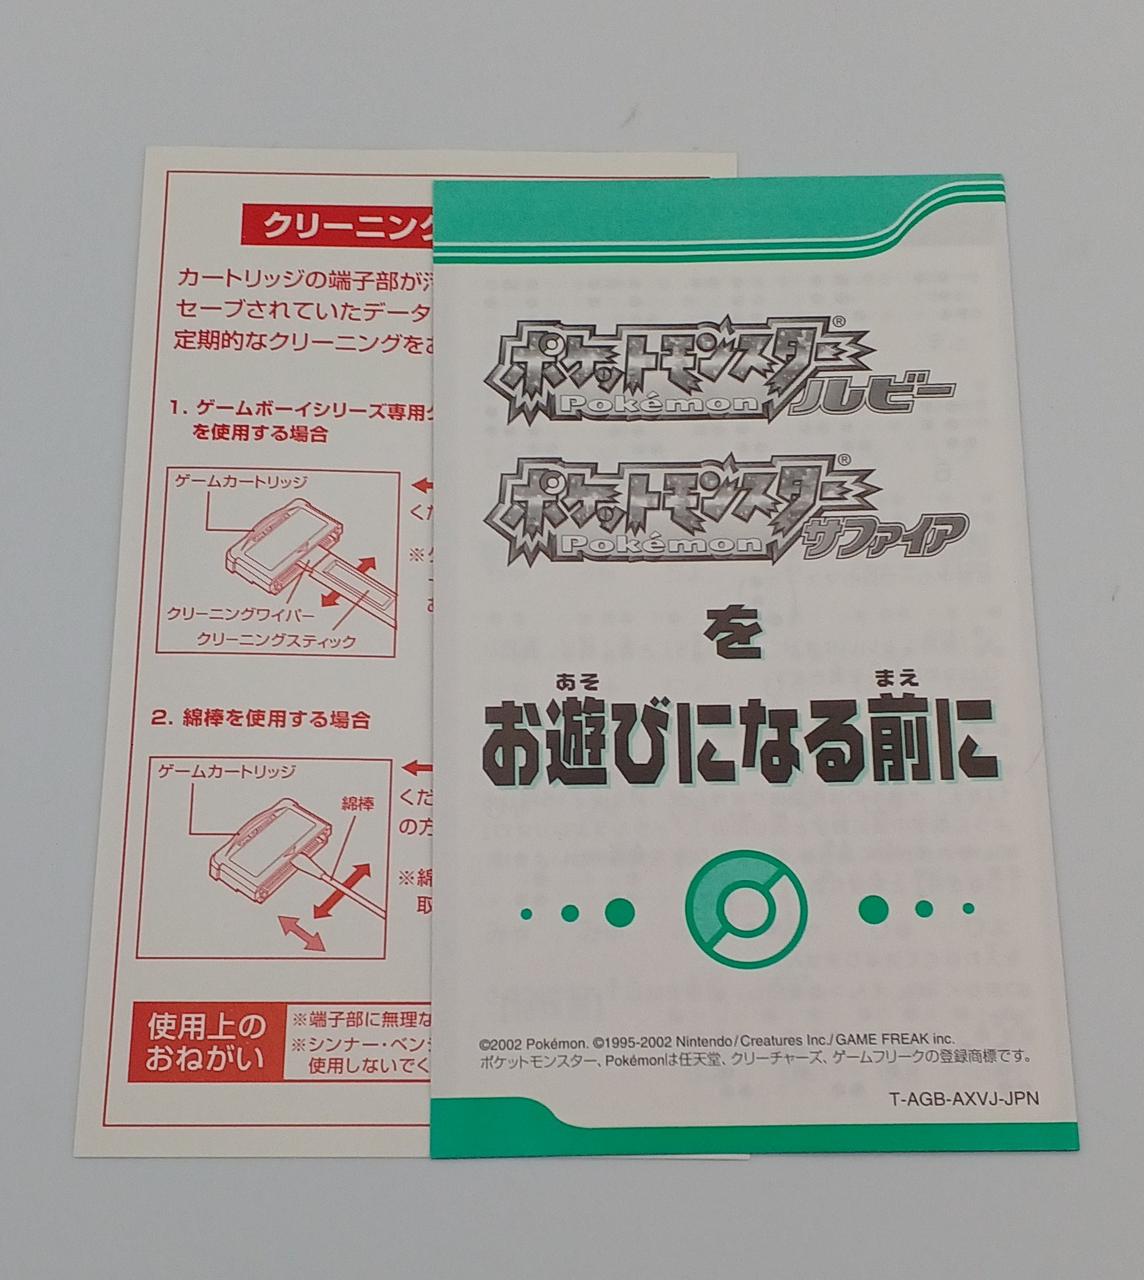 クリーニング
カートリッジの端子部が汚
セーブされていたデータ
定期的なクリーニングをお
1. ゲームボーイシリーズ専用ク
を使用する場合
ゲームカートリッジ
クリーニングワイパー
クリーニングスティック
くだ
※ク
2. 綿棒を使用する場合
ゲームカートリッジ
綿棒
くだ
の方
※綿
取
使用上の
おねがい
※端子部に無理な
※シンナー・ベン
使用しないでく
ポケットモンスター®
Pokémon ルビー
ポケットモンスター®
Pokémon サファイア
を
あそ まえ
お遊びになる前に
©2002 Pokémon. ©1995-2002 Nintendo/Creatures Inc./GAME FREAK inc.
ポケットモンスター、Pokémonは任天堂、クリーチャーズ、ゲームフリークの登録商標です。
T-AGB-AXVJ-JPN